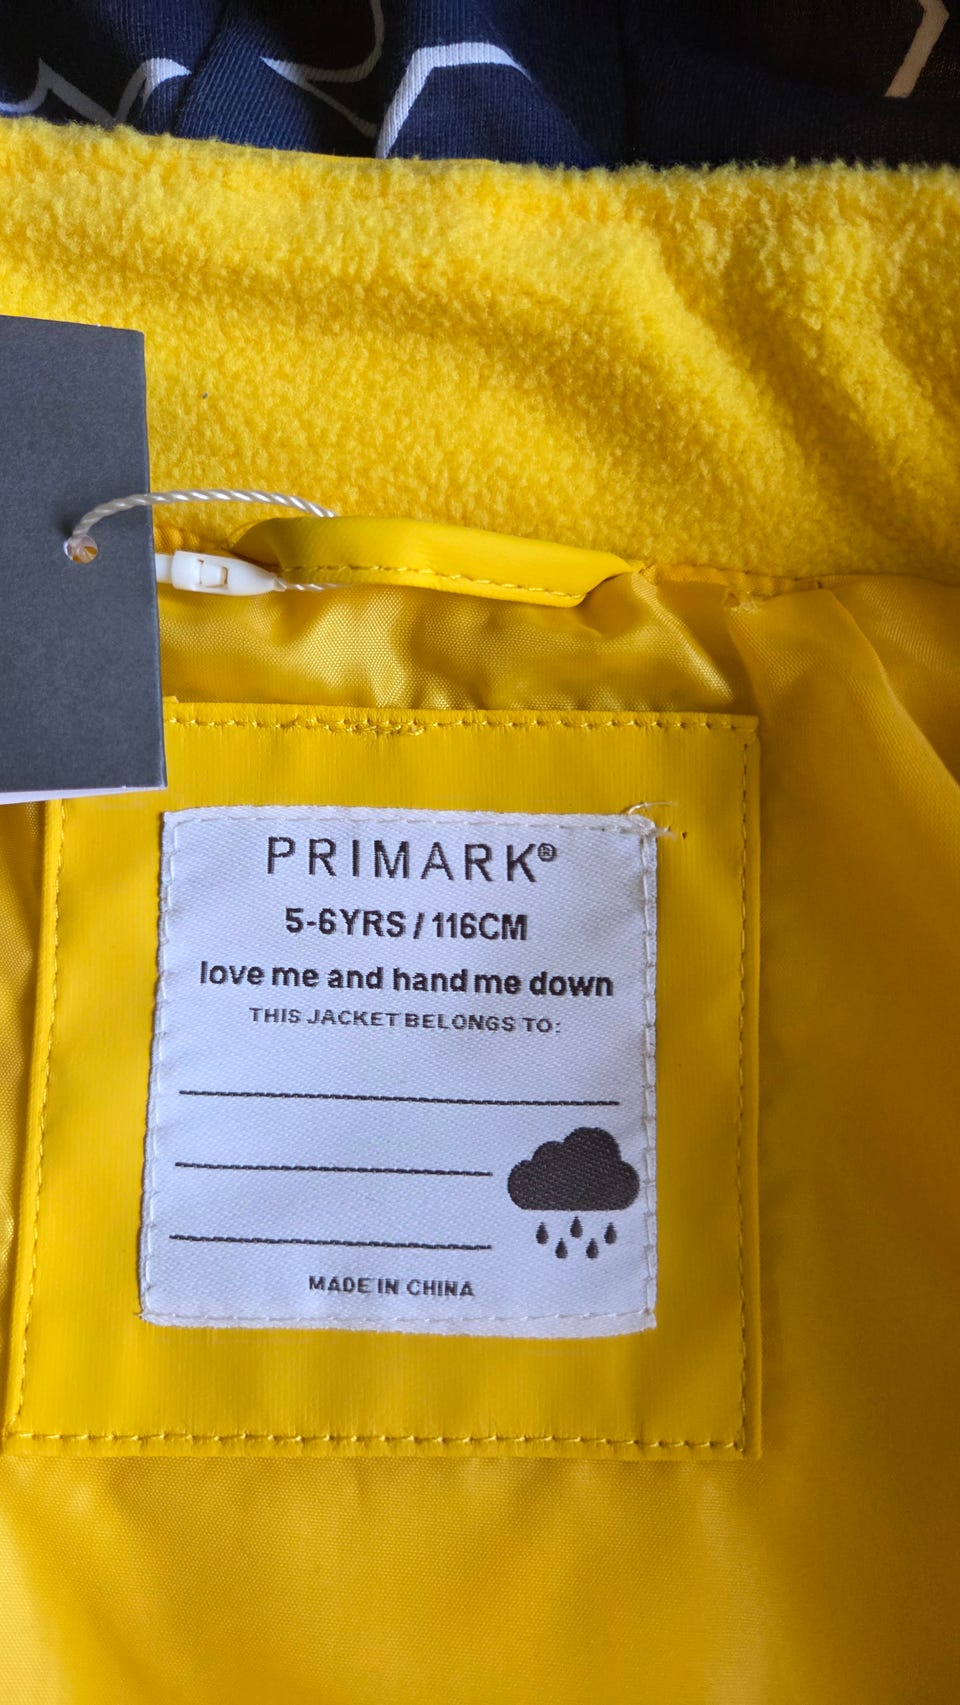 PRIMARK®
5-6YRS / 116CM
love me and hand me down
THIS JACKET BELONGS TO:
MADE IN CHINA